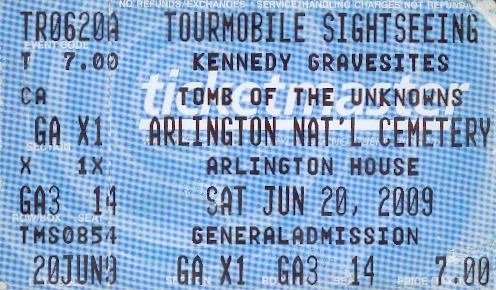 NO REFUNDS/EXCHANGES • SERVICE/HANDLING CHARGES NOT REFUNDABLE
TR0620A TOURMOBILE SIGHTSEEING
EVENT CODE
T 7.00 KENNEDY GRAVESITES
ticketmaster
CA TOMB OF THE UNKNOWNS
GA X1 ARLINGTON NAT'L CEMETERY
SECTION
X 1X ARLINGTON HOUSE
GA3 14 SAT JUN 20, 2009
ROW/BOX SEAT
TMS0854 GENERALADMISSION
20JUN9 GA X1 GA3 14 7.00